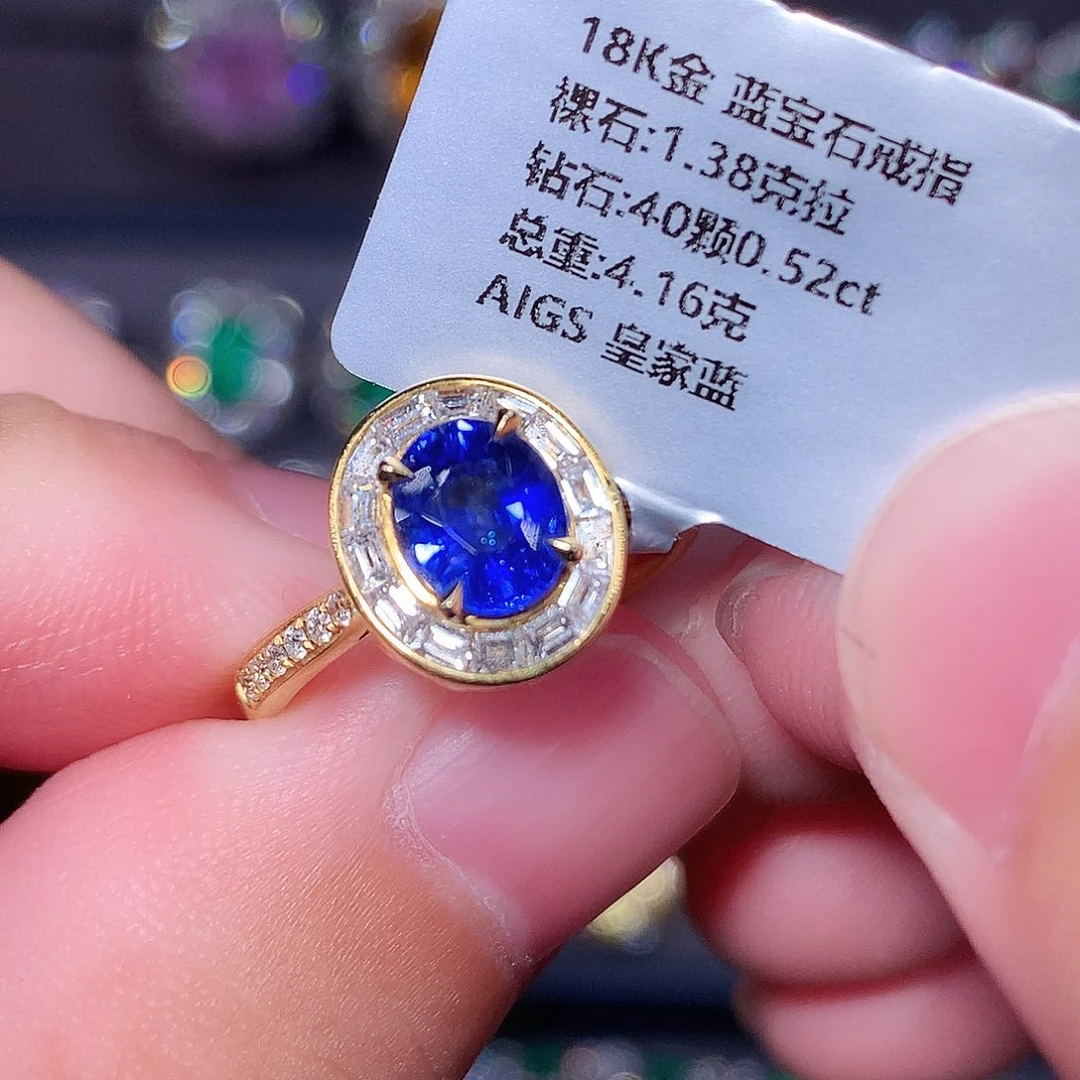 18K金 蓝宝石戒指
裸石:1.38克拉
钻石:40颗0.52ct
总重:4.16克
AIGS 皇家蓝